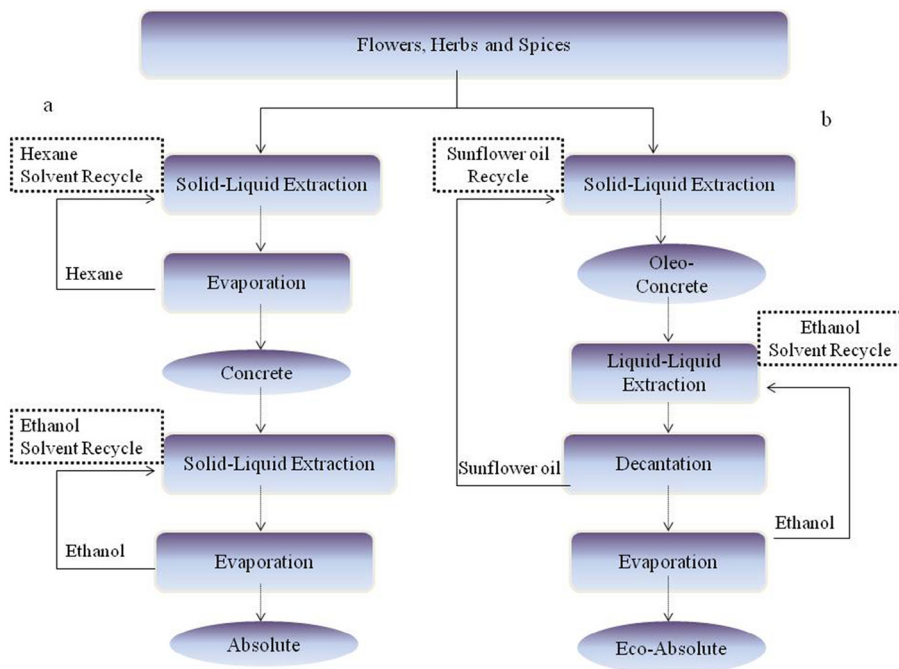 Flowers, Herbs and Spices
a
b
Hexane
Solvent Recycle
Solid-Liquid Extraction
Hexane
Evaporation
Concrete
Ethanol
Solvent Recycle
Solid-Liquid Extraction
Ethanol
Evaporation
Absolute
Sunflower oil
Recycle
Solid-Liquid Extraction
Oleo-
Concrete
Ethanol
Solvent Recycle
Liquid-Liquid
Extraction
Sunflower oil
Decantation
Ethanol
Evaporation
Eco-Absolute